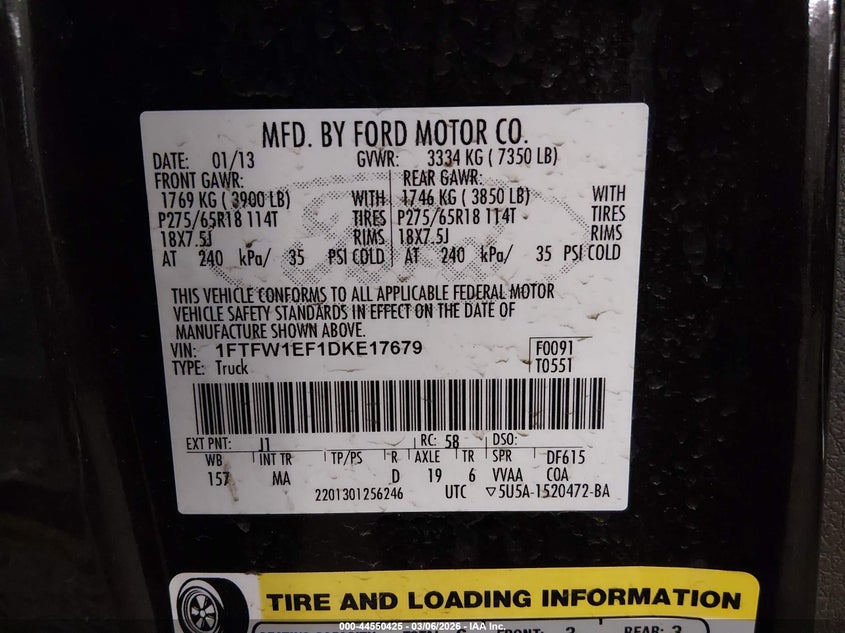 MFD. BY FORD MOTOR CO.
DATE: 01/13 GVWR: 3334 KG ( 7350 LB)
FRONT GAWR: REAR GAWR:
1769 KG ( 3900 LB) WITH 1746 KG ( 3850 LB) WITH
P275/65R18 114T TIRES P275/65R18 114T TIRES
18X7.5J RIMS 18X7.5J RIMS
AT 240 kPa/ 35 PSI COLD AT 240 kPa/ 35 PSI COLD
THIS VEHICLE CONFORMS TO ALL APPLICABLE FEDERAL MOTOR
VEHICLE SAFETY STANDARDS IN EFFECT ON THE DATE OF
MANUFACTURE SHOWN ABOVE.
VIN: 1FTFW1EF1DKE17679 F0091
TYPE: Truck T0551
EXT PNT: J1 RC: 58 DSO:
WB INT TR TP/PS R AXLE TR SPR DF615
157 MA D 19 6 VVAA COA
2201301256246 UTC ▽5U5A-1520472-BA
TIRE AND LOADING INFORMATION
000-44550425 - 03/06/2026 - IAA Inc.